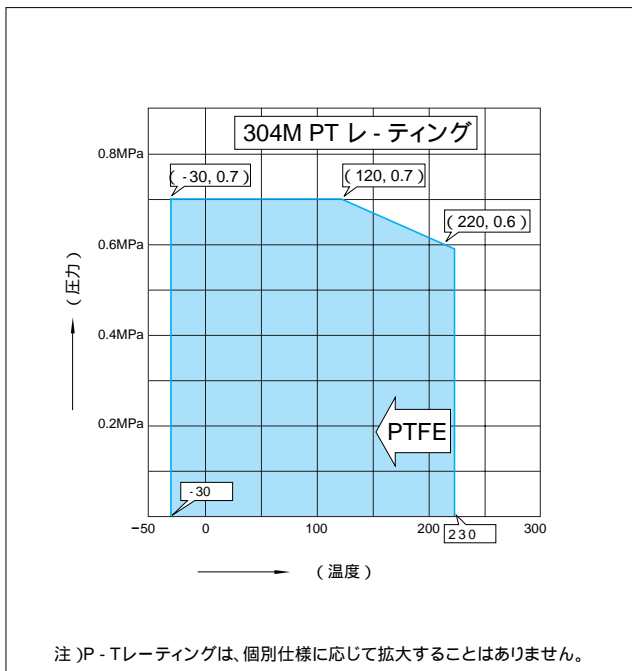 304M PT レ - ティング
0.8MPa
( -30, 0.7 )
( 120, 0.7 )
( 220, 0.6 )
0.6MPa
( 圧力 )
0.4MPa
0.2MPa
PTFE
-30
−50
0
100
200
300
230
( 温度 )
注 )P - Tレーティングは、個別仕様に応じて拡大することはありません。